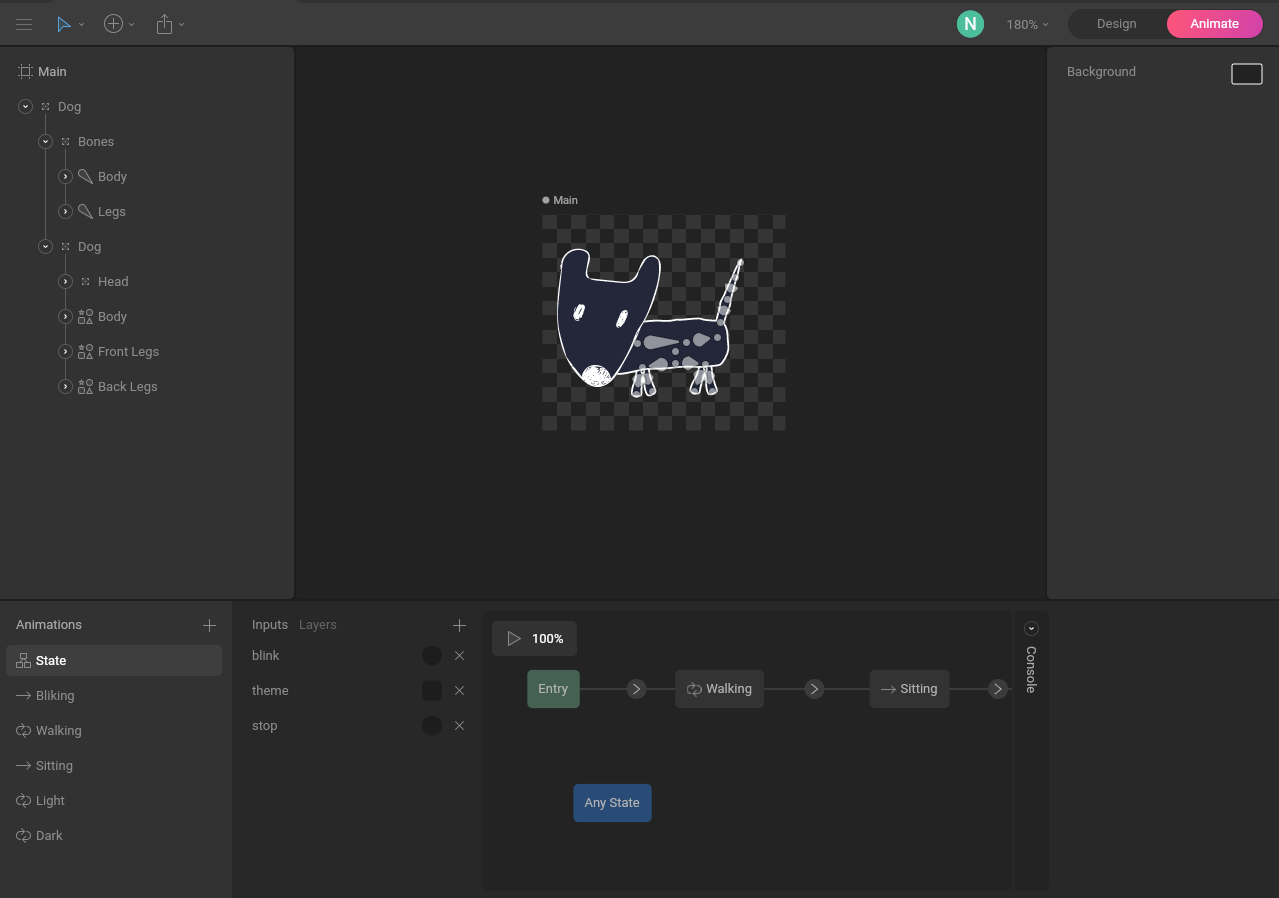 N
180%
Design
Animate
Main
Dog
Bones
Body
Legs
Dog
Head
Body
Front Legs
Back Legs
Main
Background
Animations
State
Bliking
Walking
Sitting
Light
Dark
Inputs Layers
blink
theme
stop
100%
Entry
Walking
Sitting
Any State
Console